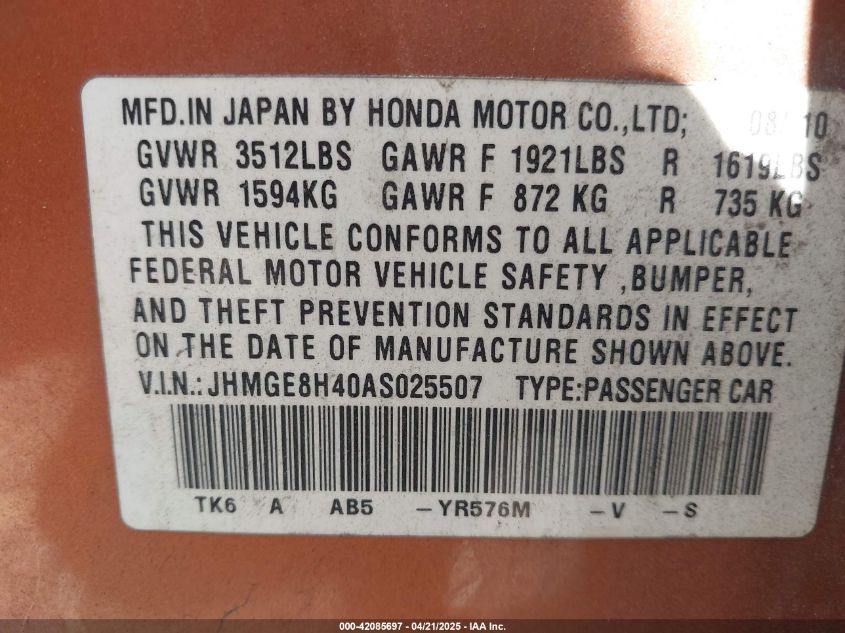 MFD.IN JAPAN BY HONDA MOTOR CO.,LTD;
GVWR 3512LBS GAWR F 1921LBS R 1619LBS
GVWR 1594KG GAWR F 872 KG R 735 KG
THIS VEHICLE CONFORMS TO ALL APPLICABLE
FEDERAL MOTOR VEHICLE SAFETY ,BUMPER,
AND THEFT PREVENTION STANDARDS IN EFFECT
ON THE DATE OF MANUFACTURE SHOWN ABOVE.
V.I.N.:JHMGE8H40AS025507 TYPE:PASSENGER CAR
TK6 A AB5 -YR576M -V -S
000-42085697 - 04/21/2025 - IAA Inc.